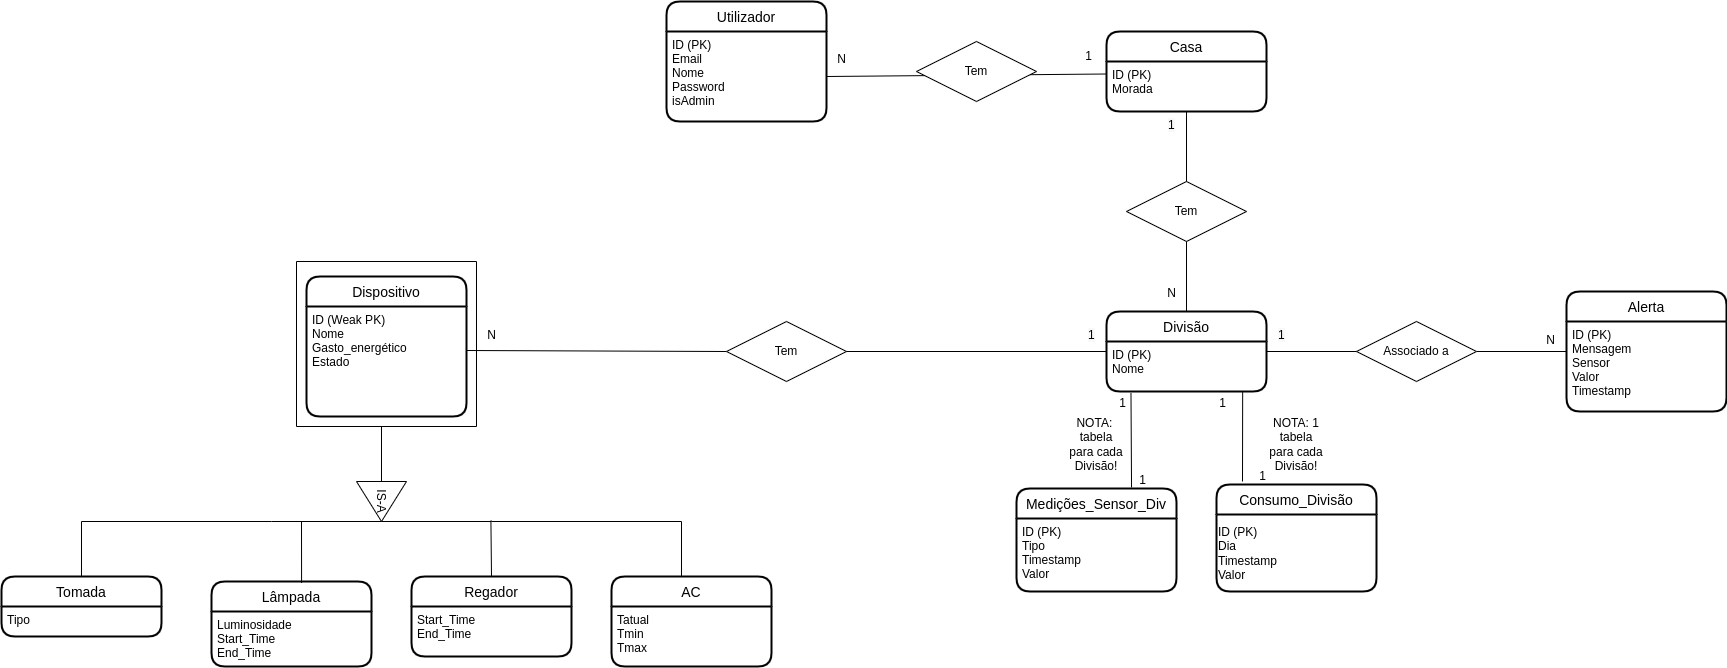 Utilizador
ID (PK)
Email
Nome
Password
isAdmin
N
Tem
1
Casa
ID (PK)
Morada
1
Tem
N
Dispositivo
ID (Weak PK)
Nome
Gasto_energético
Estado
N
Tem
1
Divisão
ID (PK)
Nome
1
Associado a
N
Alerta
ID (PK)
Mensagem
Sensor
Valor
Timestamp
1
NOTA:
tabela
para cada
Divisão!
1
1
NOTA: 1
tabela
para cada
Divisão!
1
Medições_Sensor_Div
ID (PK)
Tipo
Timestamp
Valor
Consumo_Divisão
ID (PK)
Dia
Timestamp
Valor
IS-A
Tomada
Tipo
Lâmpada
Luminosidade
Start_Time
End_Time
Regador
Start_Time
End_Time
AC
Tatual
Tmin
Tmax